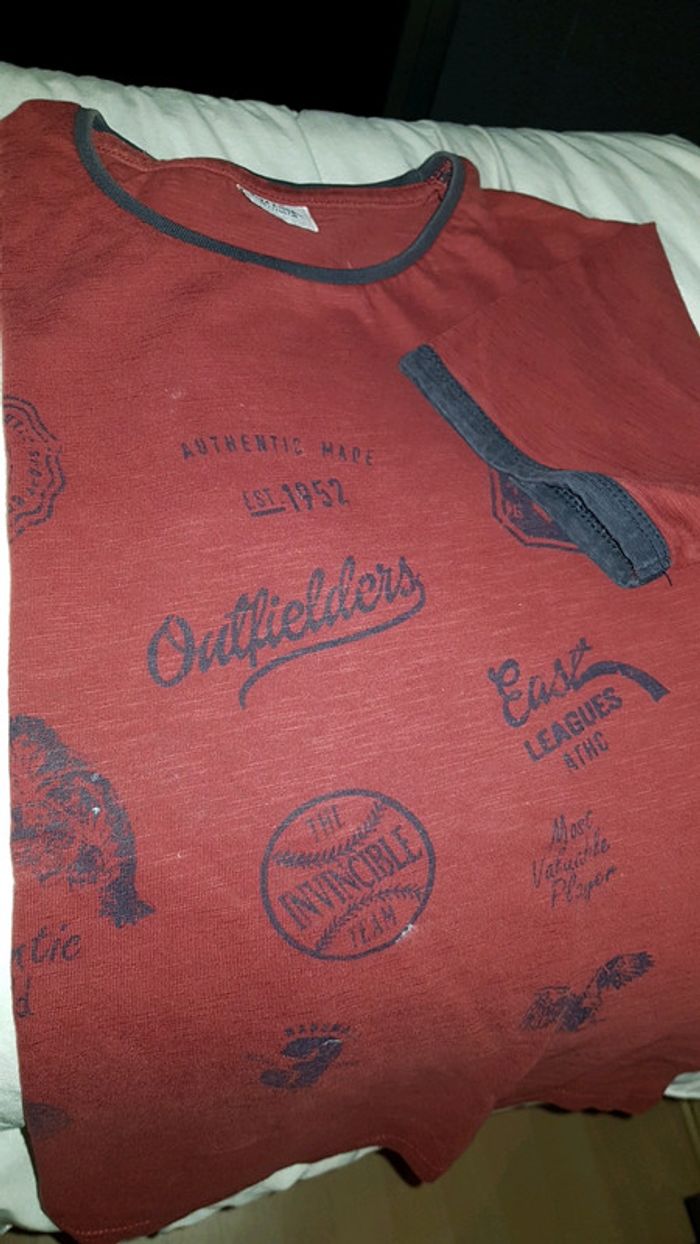 AUTHENTIC MADE
EST. 1952
Outfielders
East
LEAGUES
ATHC
THE
INVINCIBLE
TEAM
Most
Valuable
Player